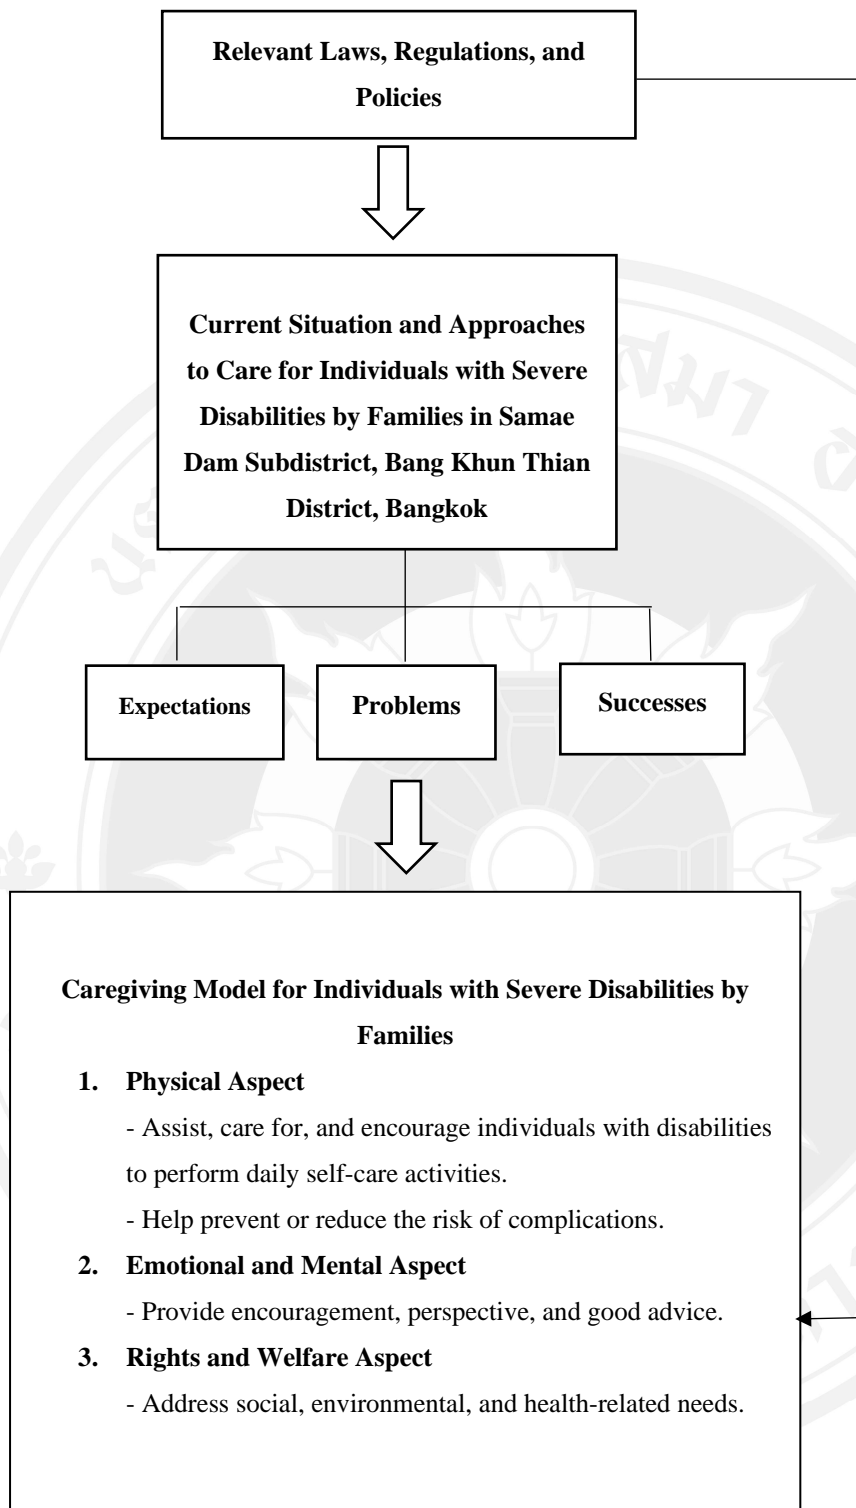 Relevant Laws, Regulations, and
Policies
Current Situation and Approaches
to Care for Individuals with Severe
Disabilities by Families in Samae
Dam Subdistrict, Bang Khun Thian
District, Bangkok
Expectations
Problems
Successes
Caregiving Model for Individuals with Severe Disabilities by
Families
1. Physical Aspect
- Assist, care for, and encourage individuals with disabilities
to perform daily self-care activities.
- Help prevent or reduce the risk of complications.
2. Emotional and Mental Aspect
- Provide encouragement, perspective, and good advice.
3. Rights and Welfare Aspect
- Address social, environmental, and health-related needs.